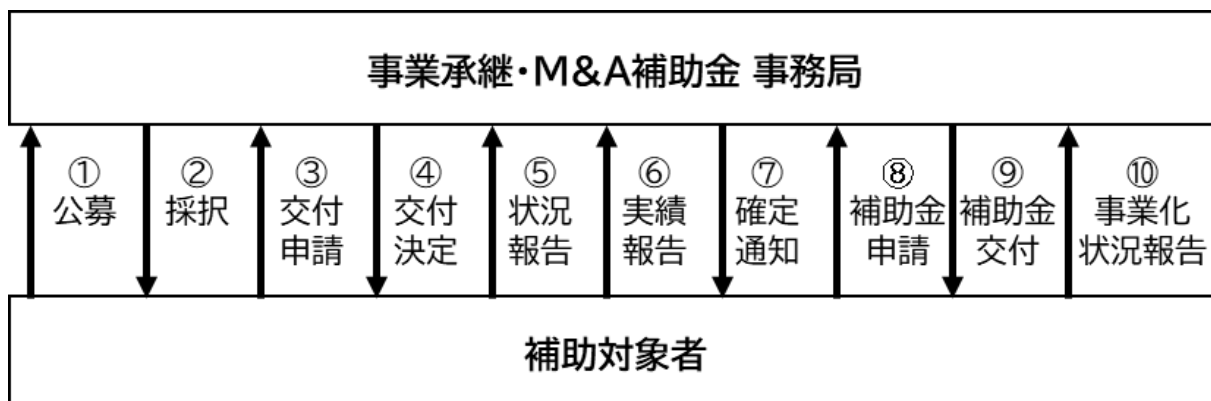 事業承継・M&A補助金 事務局
①
公募
②
採択
③
交付
申請
④
交付
決定
⑤
状況
報告
⑥
実績
報告
⑦
確定
通知
⑧
補助金
申請
⑨
補助金
交付
⑩
事業化
状況報告
補助対象者